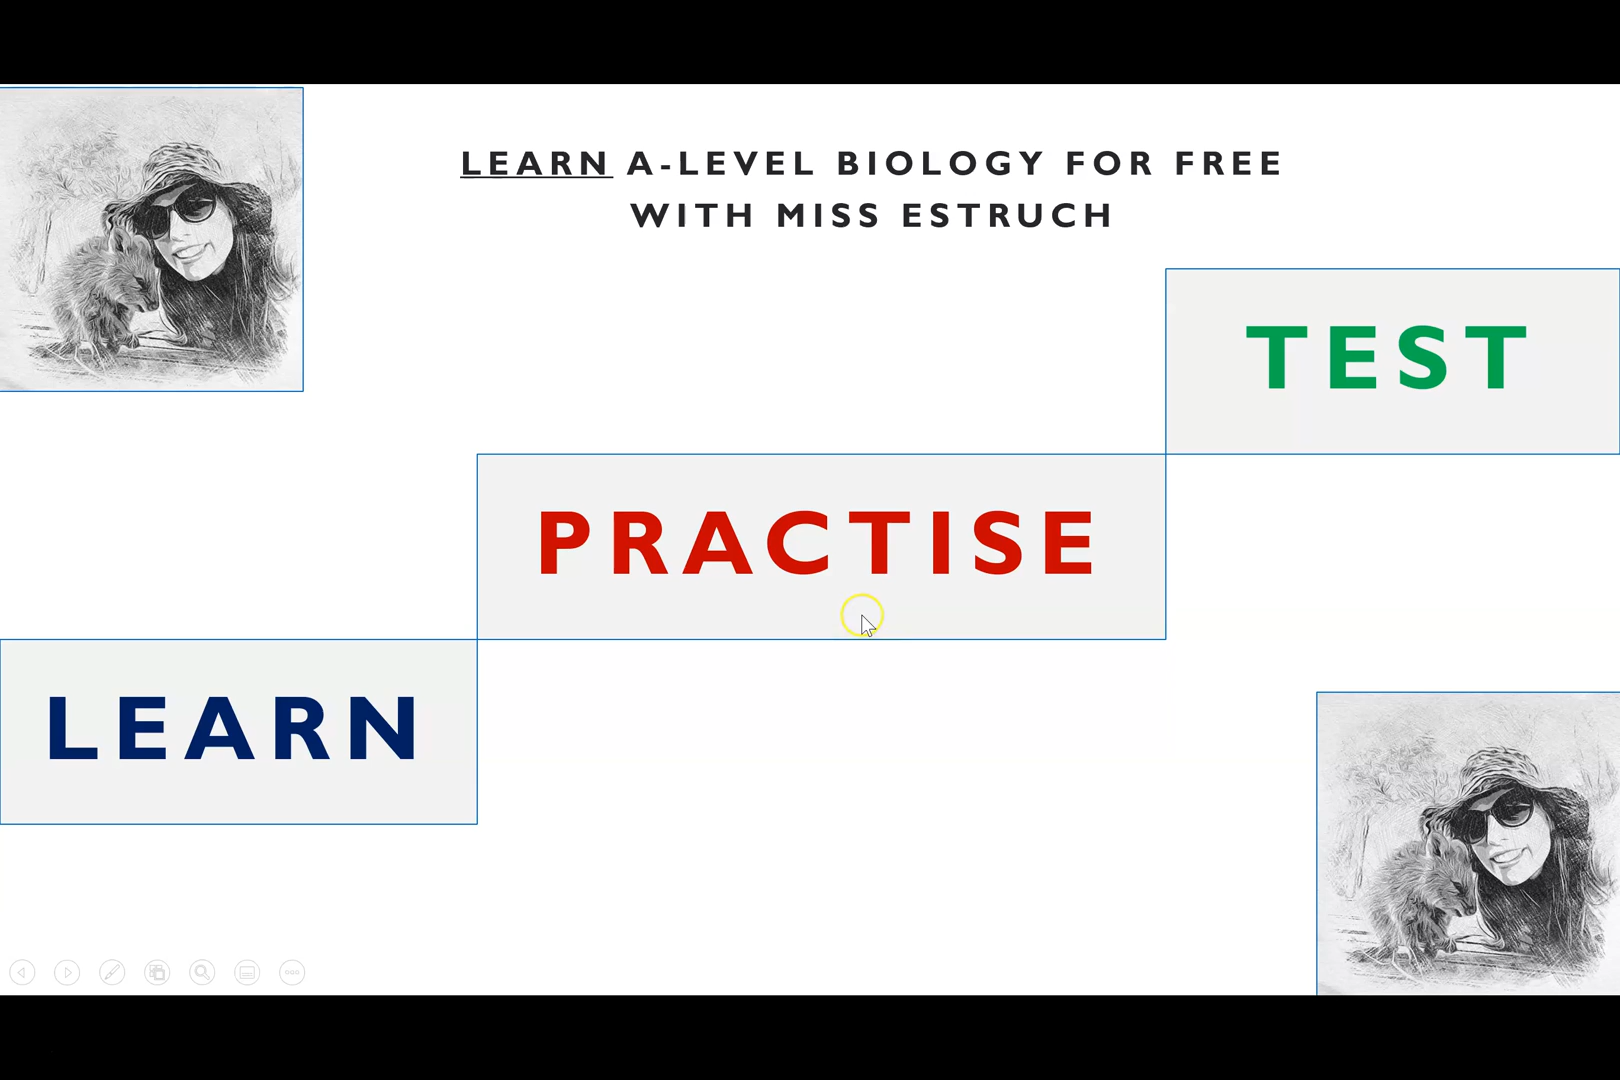 LEARN A-LEVEL BIOLOGY FOR FREE
WITH MISS ESTRUCH
TEST
PRACTISE
LEARN